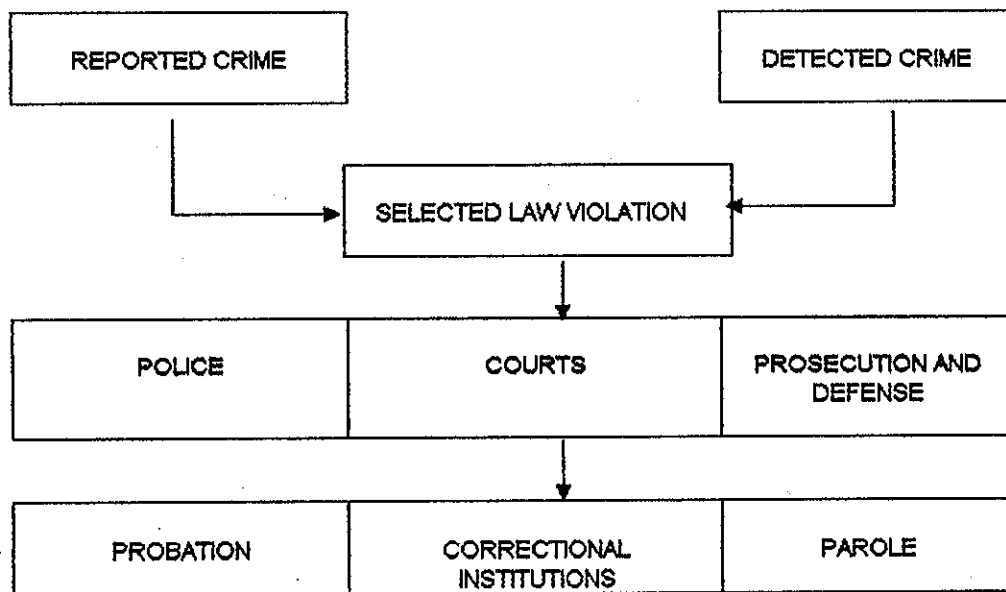 REPORTED CRIME
DETECTED CRIME
SELECTED LAW VIOLATION
POLICE
COURTS
PROSECUTION AND
DEFENSE
PROBATION
CORRECTIONAL
INSTITUTIONS
PAROLE